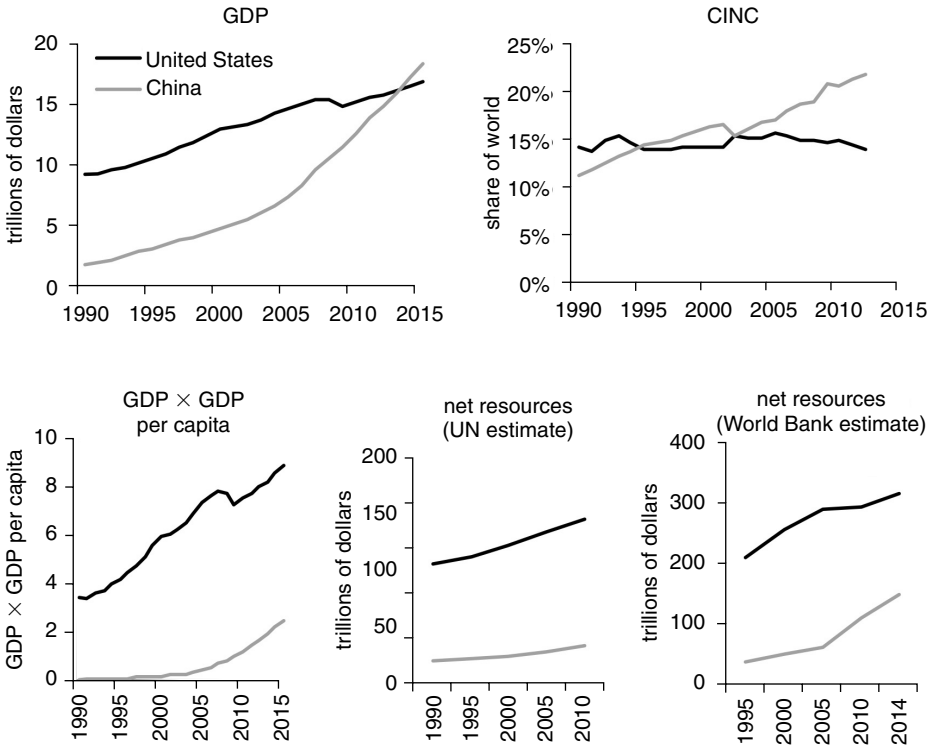 GDP
trillions of dollars
20
15
10
5
0
United States
China
1990 1995 2000 2005 2010 2015
CINC
share of world
25%
20%
15%
10%
5%
0%
1990 1995 2000 2005 2010 2015
GDP × GDP
per capita
GDP × GDP per capita
10
8
6
4
2
0
1990 1995 2000 2005 2010 2015
net resources
(UN estimate)
trillions of dollars
200
150
100
50
0
1990 1995 2000 2005 2010
net resources
(World Bank estimate)
trillions of dollars
400
300
200
100
0
1995 2000 2005 2010 2014